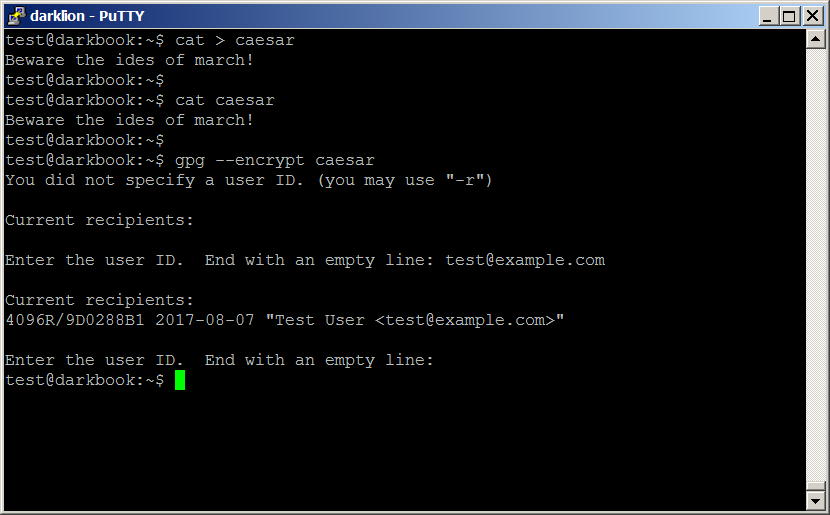 darklion - PuTTY
test@darkbook:~$ cat > caesar
Beware the ides of march!
test@darkbook:~$
test@darkbook:~$ cat caesar
Beware the ides of march!
test@darkbook:~$
test@darkbook:~$ gpg --encrypt caesar
You did not specify a user ID. (you may use "-r")
Current recipients:
Enter the user ID.  End with an empty line: test@example.com
Current recipients:
4096R/9D0288B1 2017-08-07 "Test User <test@example.com>"
Enter the user ID.  End with an empty line:
test@darkbook:~$